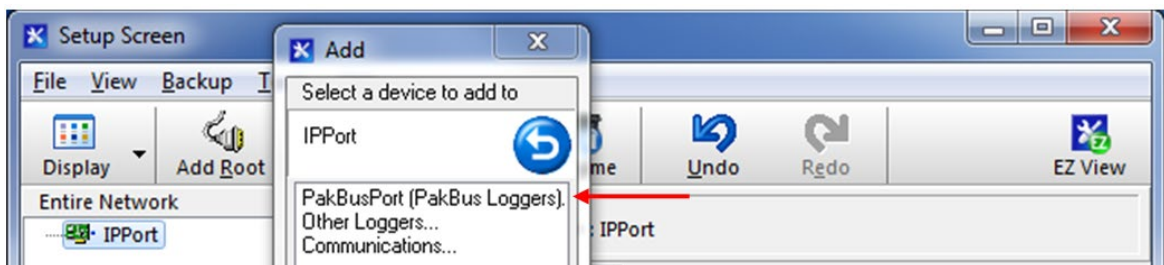 Setup Screen
File View Backup T
Display Add Root me Undo Redo EZ View
Entire Network
IPPort
: IPPort
Add
Select a device to add to
IPPort
PakBusPort (PakBus Loggers).
Other Loggers...
Communications...